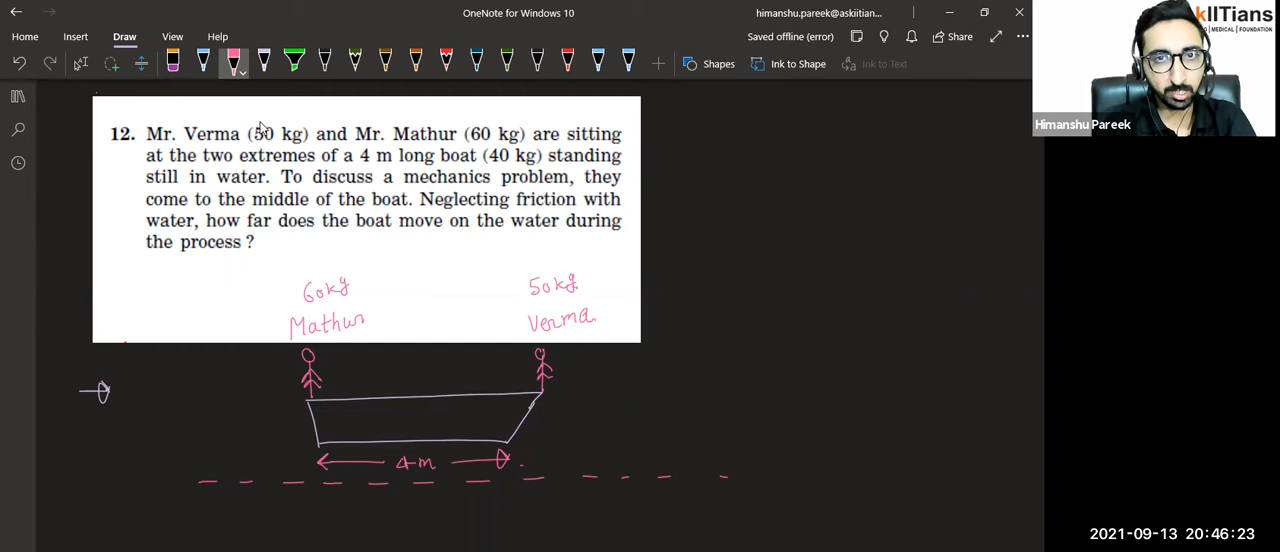 OneNote for Windows 10
himanshu.pareek@askiitian...
Home Insert Draw View Help
Saved offline (error)
Share
Shapes
Ink to Shape
Ink to Text
kIITians
| MEDICAL | FOUNDATION
Himanshu Pareek
12. Mr. Verma (50 kg) and Mr. Mathur (60 kg) are sitting
at the two extremes of a 4 m long boat (40 kg) standing
still in water. To discuss a mechanics problem, they
come to the middle of the boat. Neglecting friction with
water, how far does the boat move on the water during
the process ?
60kg
Mathur
50kg
Verma
4m
2021-09-13 20:46:23